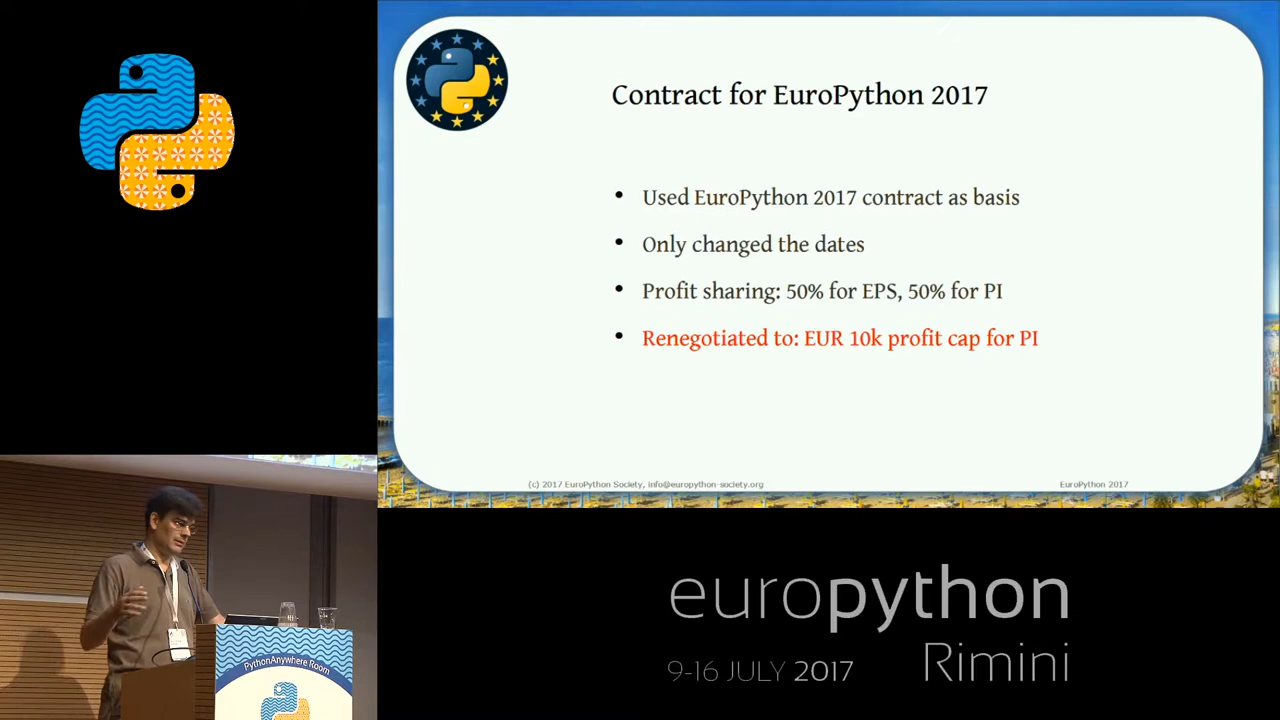 Contract for EuroPython 2017
• Used EuroPython 2017 contract as basis
• Only changed the dates
• Profit sharing: 50% for EPS, 50% for PI
• Renegotiated to: EUR 10k profit cap for PI
(c) 2017 EuroPython Society, info@europython-society.org
EuroPython 2017
PythonAnywhere Room
europython
Rimini
9-16 JULY 2017